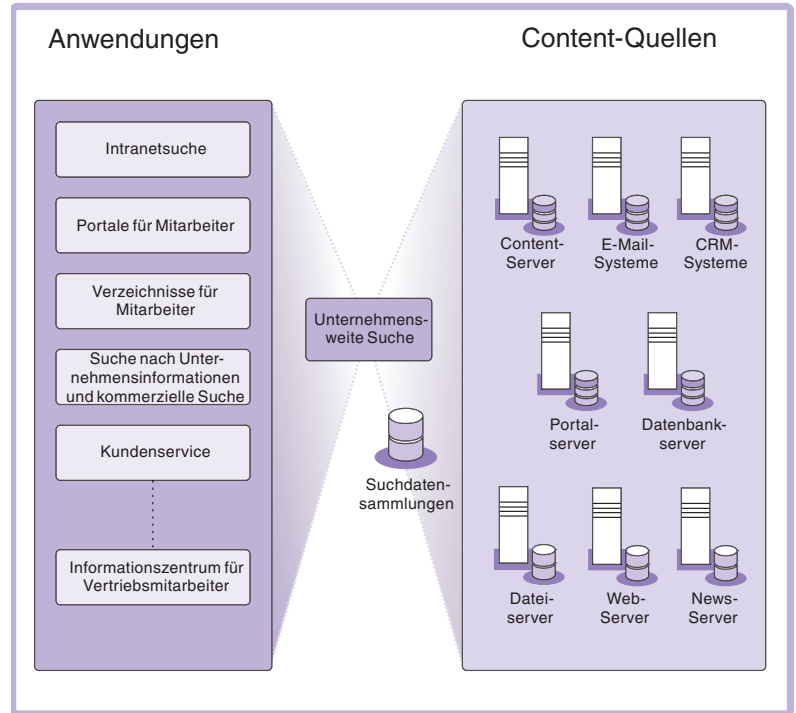 Anwendungen
Content-Quellen
Intranetsuche
Portale für Mitarbeiter
Verzeichnisse für
Mitarbeiter
Suche nach Unter-
nehmensinformationen
und kommerzielle Suche
Kundenservice
Informationszentrum für
Vertriebsmitarbeiter
Unternehmens-
weite Suche
Suchdaten-
sammlungen
Content-
Server
E-Mail-
Systeme
CRM-
Systeme
Portal-
server
Datenbank-
server
Datei-
server
Web-
Server
News-
Server